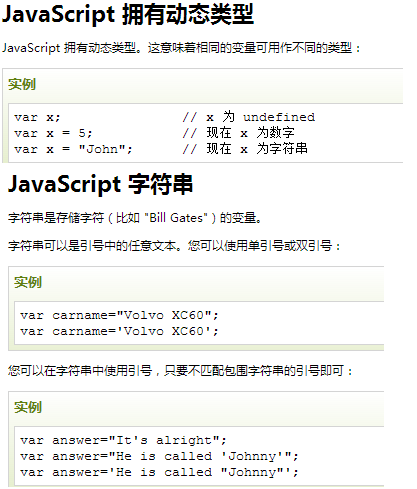 JavaScript 拥有动态类型
JavaScript 拥有动态类型。这意味着相同的变量可用作不同的类型：
实例
var x; // x 为 undefined
var x = 5; // 现在 x 为数字
var x = "John"; // 现在 x 为字符串
JavaScript 字符串
字符串是存储字符（比如 "Bill Gates"）的变量。
字符串可以是引号中的任意文本。您可以使用单引号或双引号：
实例
var carname="Volvo XC60";
var carname='Volvo XC60';
您可以在字符串中使用引号，只要不匹配包围字符串的引号即可：
实例
var answer="It's alright";
var answer="He is called 'Johnny'";
var answer='He is called "Johnny"';